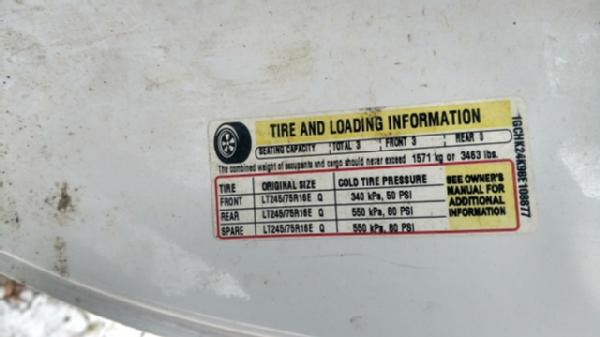 TIRE AND LOADING INFORMATION
SEATING CAPACITY TOTAL 3 FRONT 3 REAR 0
The combined weight of occupants and cargo should never exceed 1571 kg or 3463 lbs.
TIRE ORIGINAL SIZE COLD TIRE PRESSURE
FRONT LT245/75R16E Q 340 kPa, 50 PSI
REAR LT245/75R16E Q 550 kPa, 80 PSI
SPARE LT245/75R16E Q 550 kPa, 80 PSI
SEE OWNER'S
MANUAL FOR
ADDITIONAL
INFORMATION